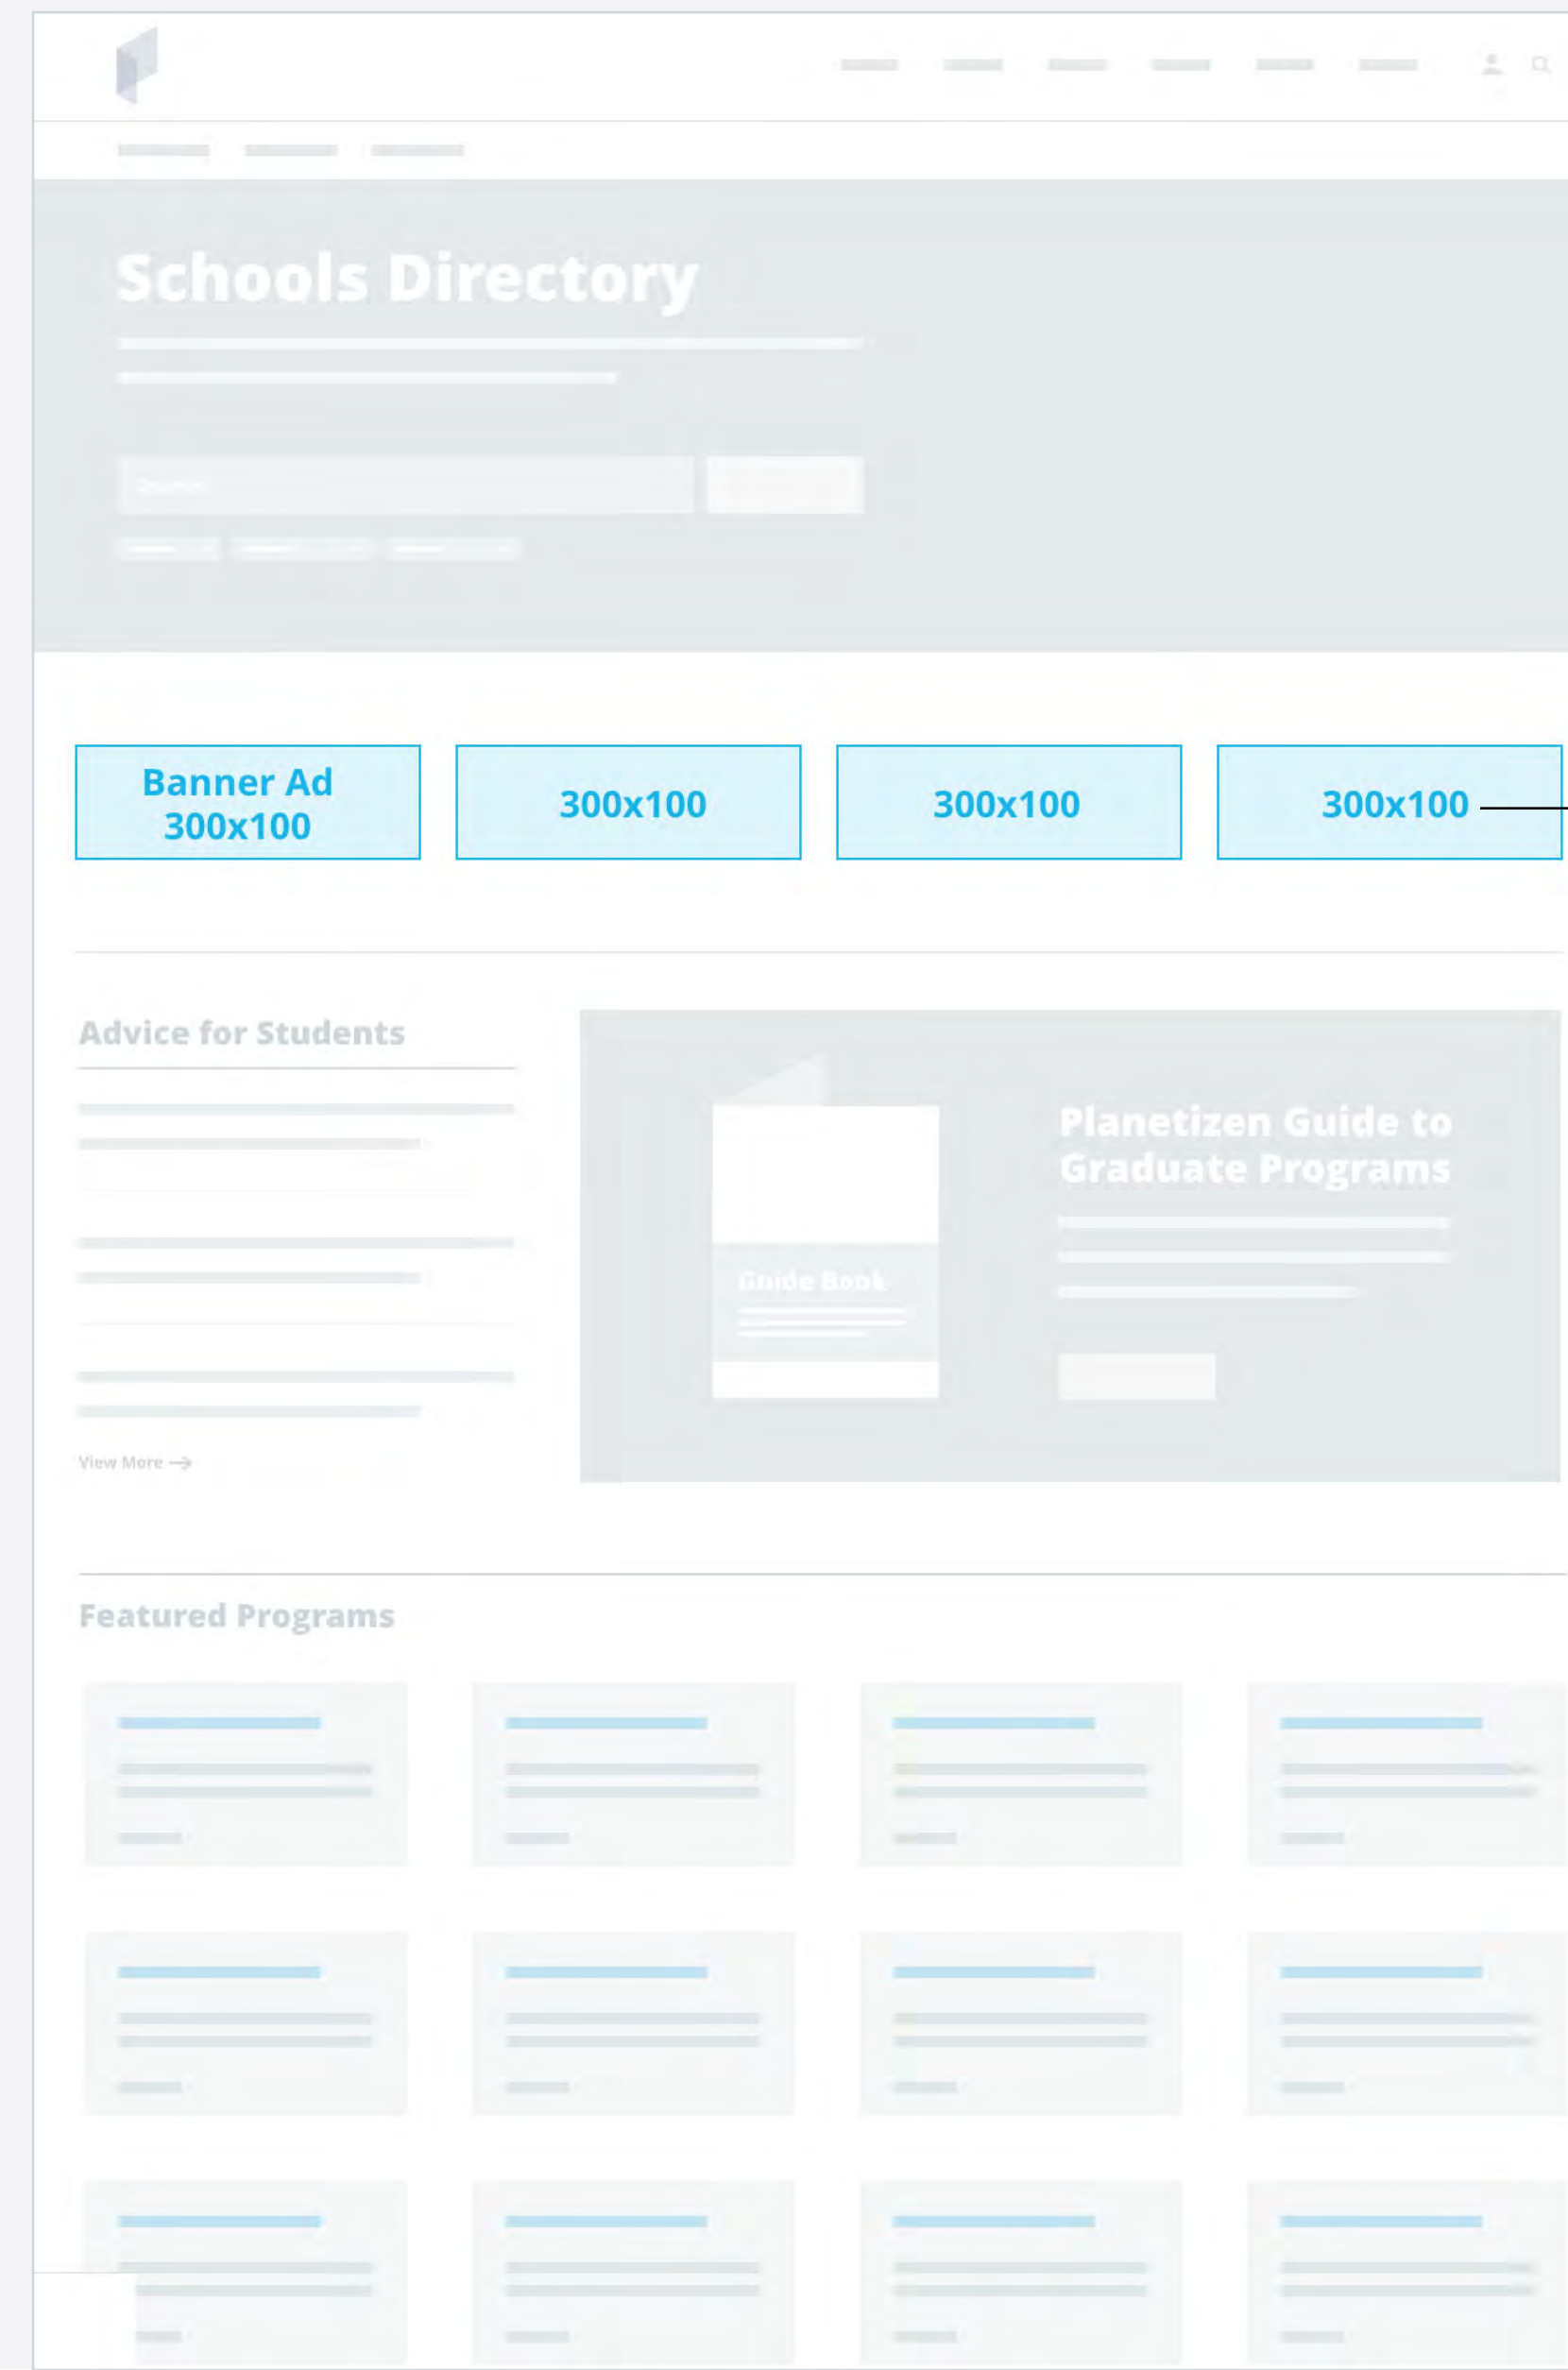 Schools Directory
Banner Ad
300x100
300x100
300x100
300x100
Advice for Students
Planetizen Guide to
Graduate Programs
Guide Book
View More
Featured Programs